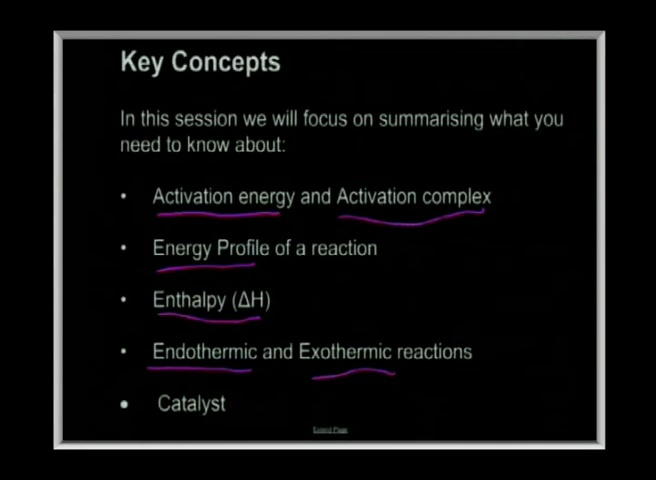 Key Concepts
In this session we will focus on summarising what you
need to know about:
• Activation energy and Activation complex
• Energy Profile of a reaction
• Enthalpy (ΔH)
• Endothermic and Exothermic reactions
• Catalyst